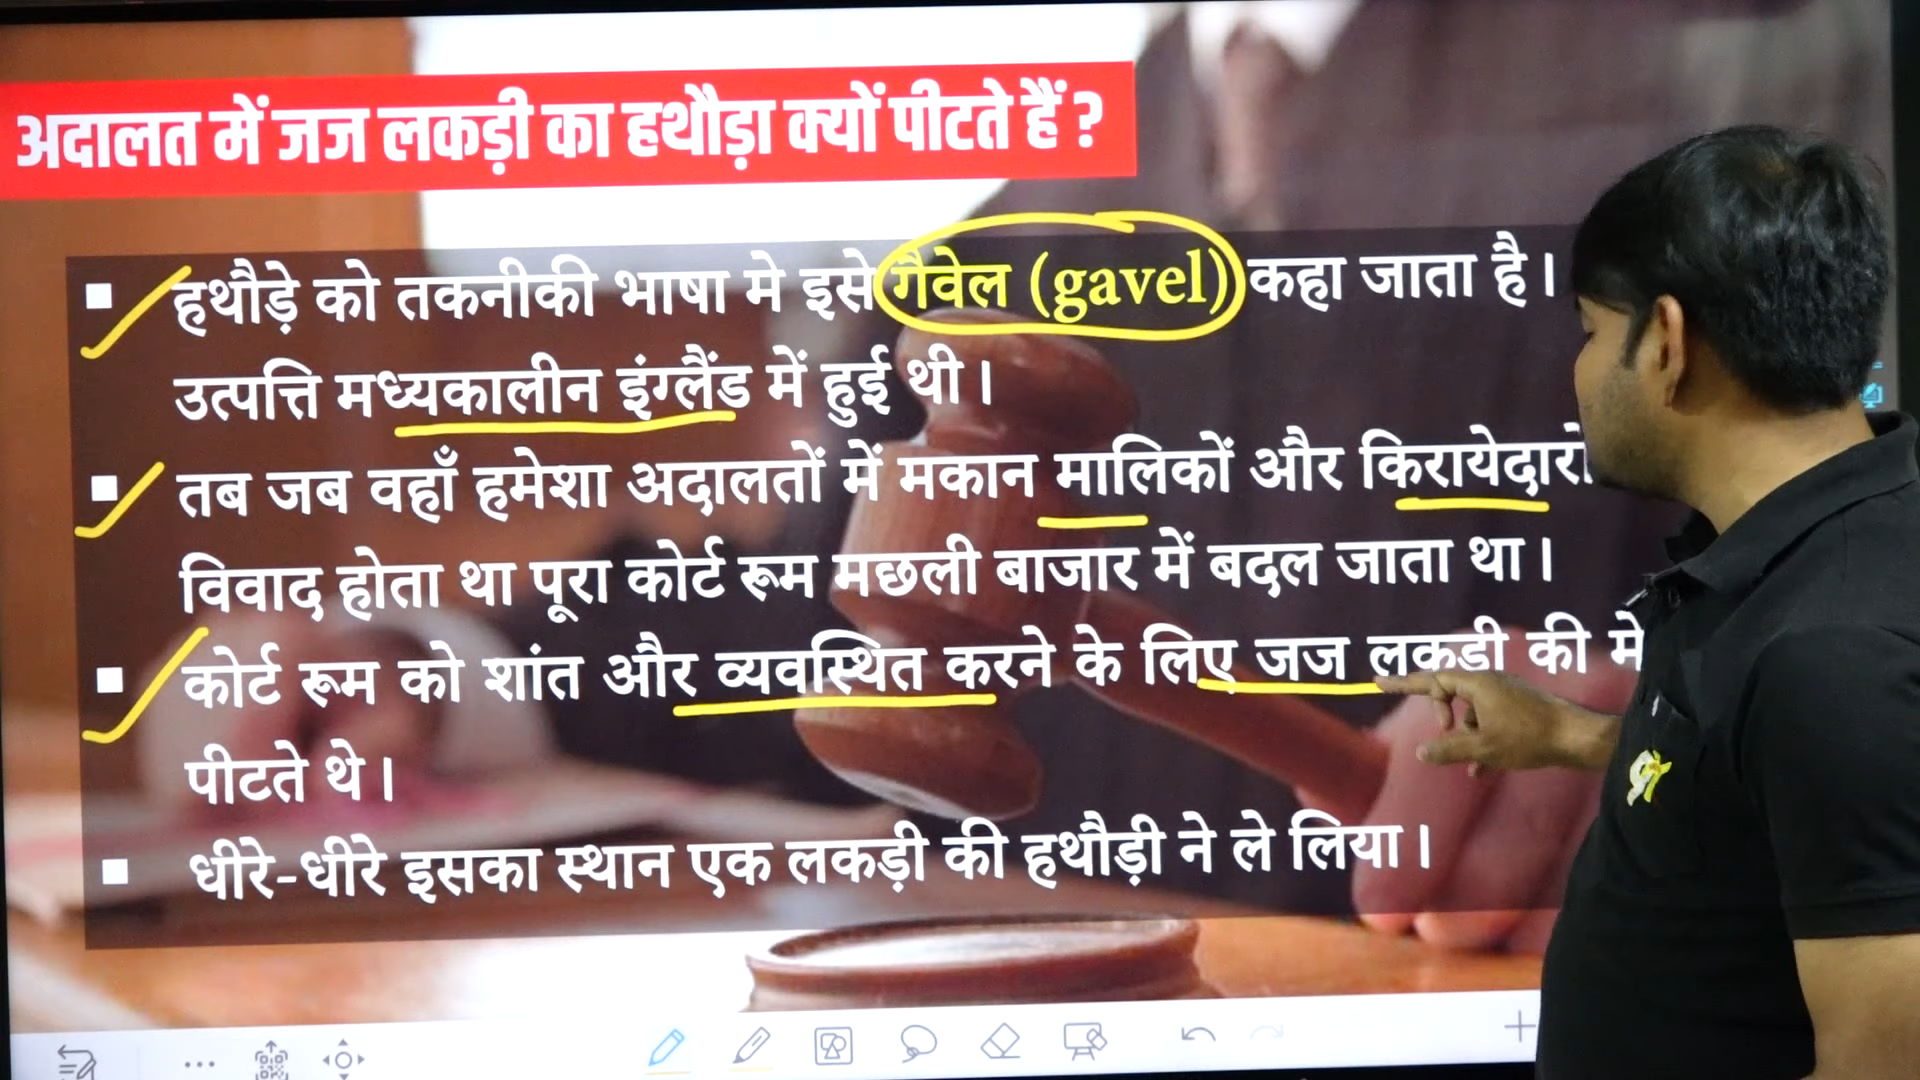 अदालत में जज लकड़ी का हथौड़ा क्यों पीटते हैं ?
हथौड़े को तकनीकी भाषा मे इसे गैवेल (gavel) कहा जाता है।
उत्पत्ति मध्यकालीन इंग्लैंड में हुई थी।
तब जब वहाँ हमेशा अदालतों में मकान मालिकों और
विवाद होता था पूरा कोर्ट रूम मछली बाजार में बदल जाता था।
कोर्ट रूम को शांत और व्यवस्थित करने के लिए जज लकड़ी की
पीटते थे।
धीरे-धीरे इसका स्थान एक लकड़ी की हथौड़ी ने ले लिया।